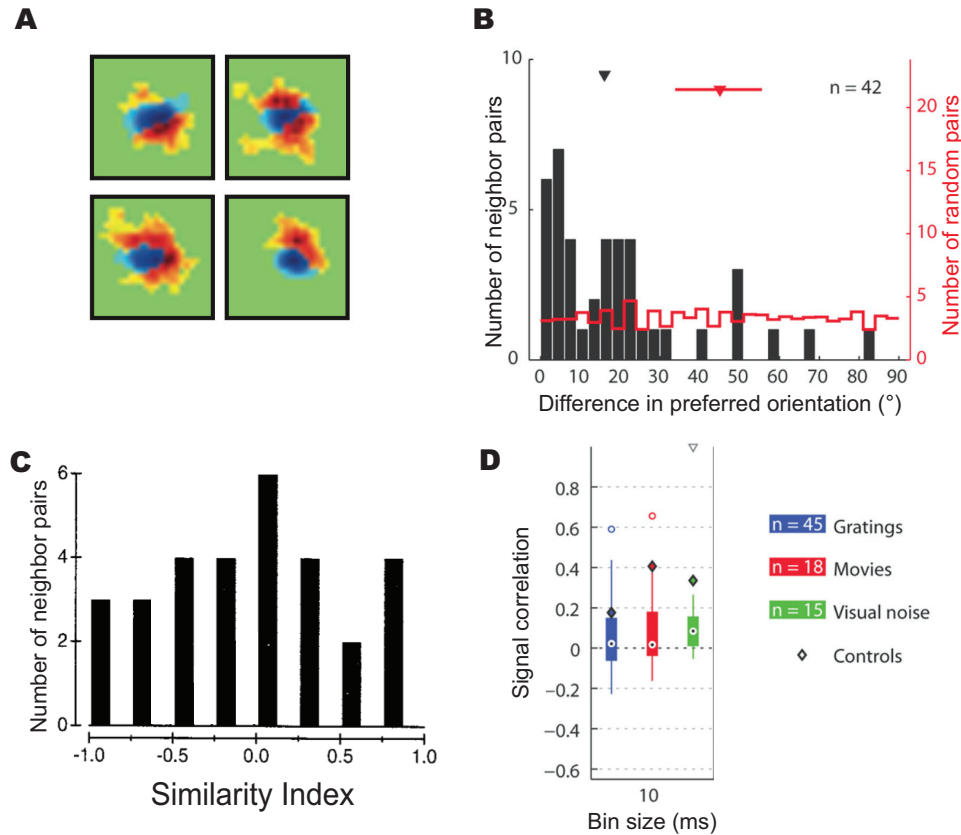 A
B
10
5
0
Number of neighbor pairs
n = 42
20
15
10
5
0
Number of random pairs
0 10 20 30 40 50 60 70 80 90
Difference in preferred orientation (°)
C
6
4
2
0
Number of neighbor pairs
-1.0 -0.5 0.0 0.5 1.0
Similarity Index
D
0.8
0.6
0.4
0.2
0
−0.2
−0.4
−0.6
Signal correlation
10
Bin size (ms)
n = 45 Gratings
n = 18 Movies
n = 15 Visual noise
Controls